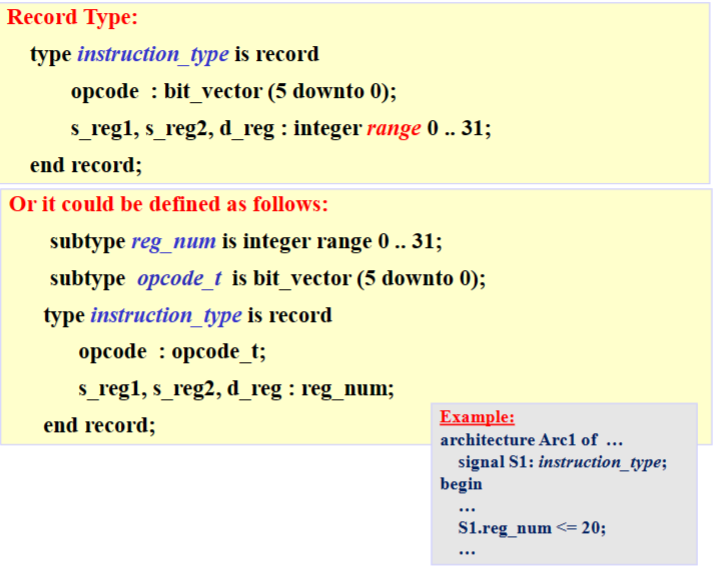 Record Type:
type instruction_type is record
opcode : bit_vector (5 downto 0);
s_reg1, s_reg2, d_reg : integer range 0 .. 31;
end record;
Or it could be defined as follows:
subtype reg_num is integer range 0 .. 31;
subtype opcode_t is bit_vector (5 downto 0);
type instruction_type is record
opcode : opcode_t;
s_reg1, s_reg2, d_reg : reg_num;
end record;
Example:
architecture Arc1 of …
signal S1: instruction_type;
begin
…
S1.reg_num <= 20;
…